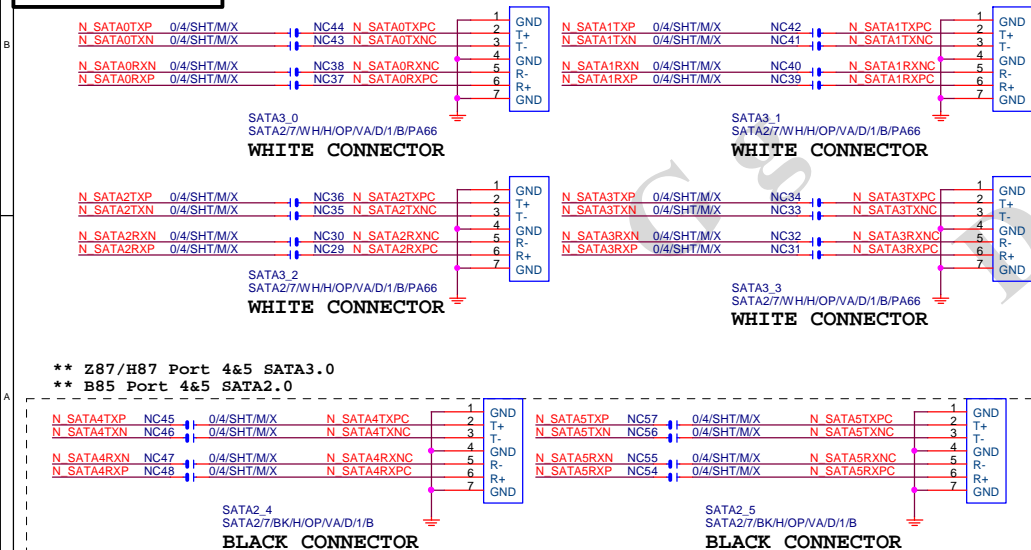 B
N_SATA0TXP 0/4/SHT/M/X NC44 N_SATA0TXPC
N_SATA0TXN 0/4/SHT/M/X NC43 N_SATA0TXNC
N_SATA0RXN 0/4/SHT/M/X NC38 N_SATA0RXNC
N_SATA0RXP 0/4/SHT/M/X NC37 N_SATA0RXPC
1 GND
2 T+
3 T-
4 GND
5 R-
6 R+
7 GND
SATA3_0
SATA2/7/WH/H/OP/VA/D/1/B/PA66
WHITE CONNECTOR
N_SATA1TXP 0/4/SHT/M/X NC42 N_SATA1TXPC
N_SATA1TXN 0/4/SHT/M/X NC41 N_SATA1TXNC
N_SATA1RXN 0/4/SHT/M/X NC40 N_SATA1RXNC
N_SATA1RXP 0/4/SHT/M/X NC39 N_SATA1RXPC
1 GND
2 T+
3 T-
4 GND
5 R-
6 R+
7 GND
SATA3_1
SATA2/7/WH/H/OP/VA/D/1/B/PA66
WHITE CONNECTOR
N_SATA2TXP 0/4/SHT/M/X NC36 N_SATA2TXPC
N_SATA2TXN 0/4/SHT/M/X NC35 N_SATA2TXNC
N_SATA2RXN 0/4/SHT/M/X NC30 N_SATA2RXNC
N_SATA2RXP 0/4/SHT/M/X NC29 N_SATA2RXPC
1 GND
2 T+
3 T-
4 GND
5 R-
6 R+
7 GND
SATA3_2
SATA2/7/WH/H/OP/VA/D/1/B/PA66
WHITE CONNECTOR
N_SATA3TXP 0/4/SHT/M/X NC34 N_SATA3TXPC
N_SATA3TXN 0/4/SHT/M/X NC33 N_SATA3TXNC
N_SATA3RXN 0/4/SHT/M/X NC32 N_SATA3RXNC
N_SATA3RXP 0/4/SHT/M/X NC31 N_SATA3RXPC
1 GND
2 T+
3 T-
4 GND
5 R-
6 R+
7 GND
SATA3_3
SATA2/7/WH/H/OP/VA/D/1/B/PA66
WHITE CONNECTOR
** Z87/H87 Port 4&5 SATA3.0
** B85 Port 4&5 SATA2.0
A
N_SATA4TXP NC45 0/4/SHT/M/X N_SATA4TXPC
N_SATA4TXN NC46 0/4/SHT/M/X N_SATA4TXNC
N_SATA4RXN NC47 0/4/SHT/M/X N_SATA4RXNC
N_SATA4RXP NC48 0/4/SHT/M/X N_SATA4RXPC
1 GND
2 T+
3 T-
4 GND
5 R-
6 R+
7 GND
SATA2_4
SATA2/7/BK/H/OP/VA/D/1/B
BLACK CONNECTOR
N_SATA5TXP NC57 0/4/SHT/M/X N_SATA5TXPC
N_SATA5TXN NC56 0/4/SHT/M/X N_SATA5TXNC
N_SATA5RXN NC55 0/4/SHT/M/X N_SATA5RXNC
N_SATA5RXP NC54 0/4/SHT/M/X N_SATA5RXPC
1 GND
2 T+
3 T-
4 GND
5 R-
6 R+
7 GND
SATA2_5
SATA2/7/BK/H/OP/VA/D/1/B
BLACK CONNECTOR